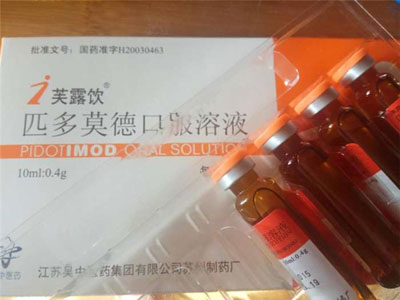 批准文号：国药准字H20030463
i芙露饮®
匹多莫德口服溶液
PIDOTIMOD ORAL SOLUTION
10ml:0.4g
江苏吴中医药集团有限公司苏州制药厂